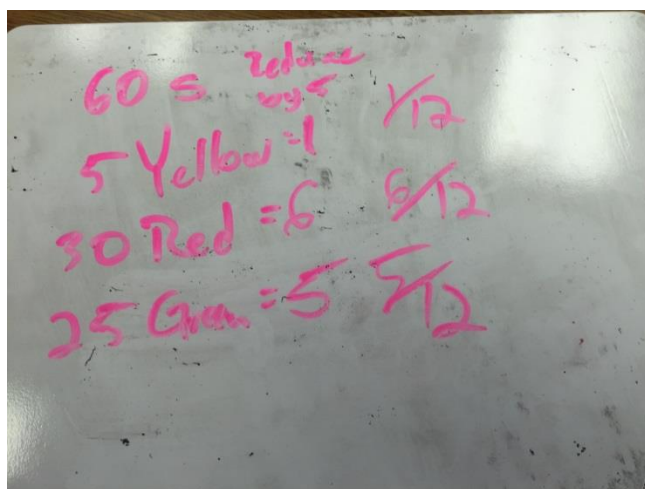 60 s reduce by 5
5 Yellow = 1 1/12
30 Red = 6 6/12
25 Green = 5 5/12